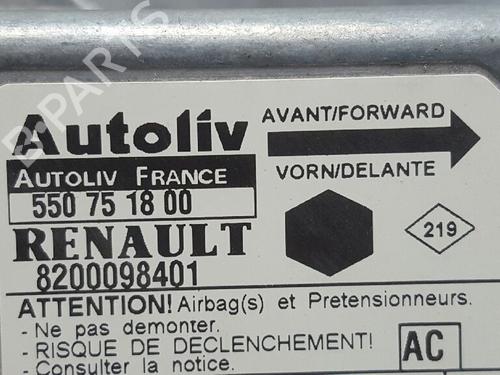 Autoliv
AVANT/FORWARD
AUTOLIV FRANCE
VORN/DELANTE
550 75 18 00
RENAULT
219
8200098401
ATTENTION! Airbag(s) et Pretensionneurs.
- Ne pas demonter.
- RISQUE DE DECLENCHEMENT!
AC
- Consulter la notice.
B-PARTS